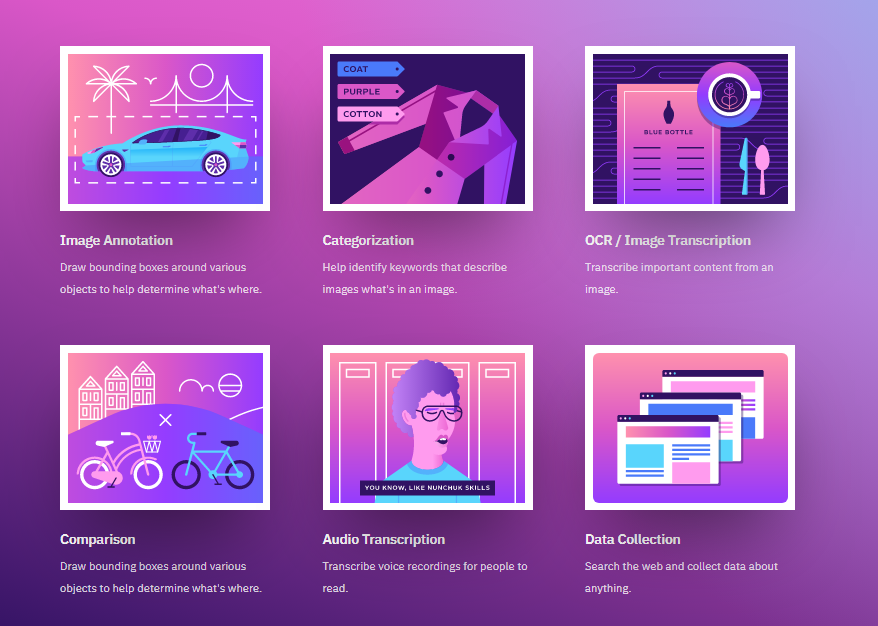 COAT
PURPLE
COTTON
BLUE BOTTLE
Image Annotation
Draw bounding boxes around various
objects to help determine what's where.
Categorization
Help identify keywords that describe
images what's in an image.
OCR / Image Transcription
Transcribe important content from an
image.
YOU KNOW, LIKE NUNCHUK SKILLS
Comparison
Draw bounding boxes around various
objects to help determine what's where.
Audio Transcription
Transcribe voice recordings for people to
read.
Data Collection
Search the web and collect data about
anything.